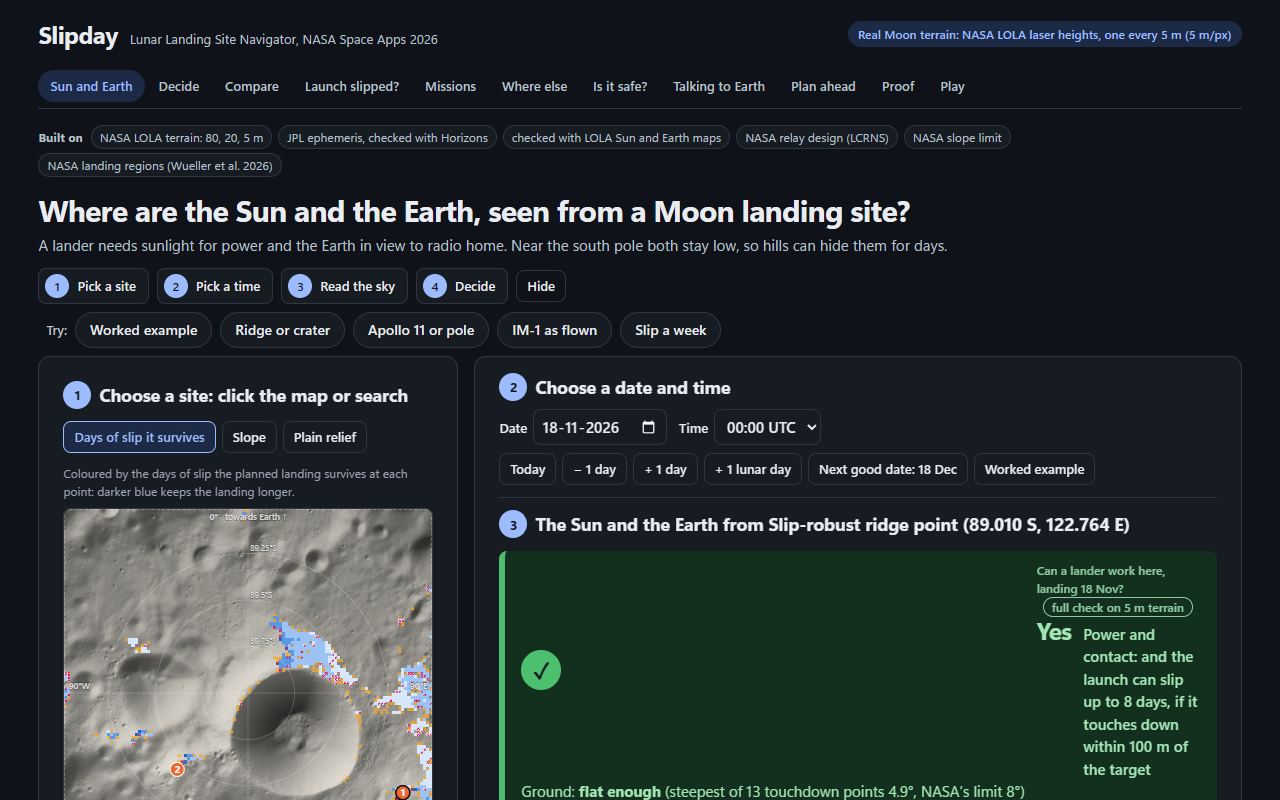 Slipday Lunar Landing Site Navigator, NASA Space Apps 2026
Real Moon terrain: NASA LOLA laser heights, one every 5 m (5 m/px)
Sun and Earth Decide Compare Launch slipped? Missions Where else Is it safe? Talking to Earth Plan ahead Proof Play
Built on NASA LOLA terrain: 80, 20, 5 m JPL ephemeris, checked with Horizons checked with LOLA Sun and Earth maps NASA relay design (LCRNS) NASA slope limit
NASA landing regions (Wueller et al. 2026)
Where are the Sun and the Earth, seen from a Moon landing site?
A lander needs sunlight for power and the Earth in view to radio home. Near the south pole both stay low, so hills can hide them for days.
1 Pick a site 2 Pick a time 3 Read the sky 4 Decide Hide
Try: Worked example Ridge or crater Apollo 11 or pole IM-1 as flown Slip a week
1 Choose a site: click the map or search
Days of slip it survives Slope Plain relief
Coloured by the days of slip the planned landing survives at each
point: darker blue keeps the landing longer.
0° · towards Earth ↑
89.25°S
89.5°S
89.75°S
90°W
90°E
2
1
2 Choose a date and time
Date 18-11-2026 Time 00:00 UTC
Today − 1 day + 1 day + 1 lunar day Next good date: 18 Dec Worked example
3 The Sun and the Earth from Slip-robust ridge point (89.010 S, 122.764 E)
Can a lander work here,
landing 18 Nov?
full check on 5 m terrain
✓
Yes Power and
contact: and the
launch can slip
up to 8 days, if it
touches down
within 100 m of
the target
Ground: flat enough (steepest of 13 touchdown points 4.9°, NASA's limit 8°)